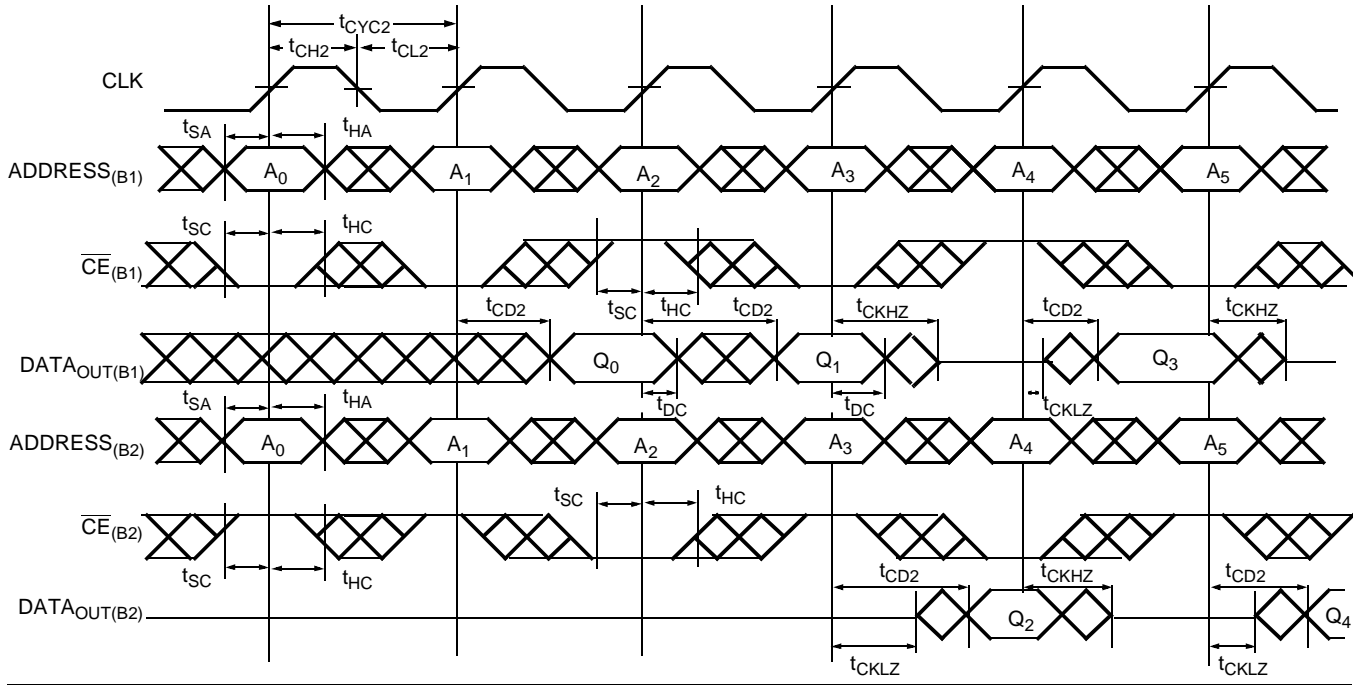 tCYC2
tCH2 tCL2
CLK
tSA tHA
ADDRESS(B1) A0 A1 A2 A3 A4 A5
tSC tHC
CE(B1)
tCD2 tSC tHC tCD2 tCKHZ tCD2 tCKHZ
DATAOUT(B1) Q0 Q1 Q3
tSA tHA tDC tDC tCKLZ
ADDRESS(B2) A0 A1 A2 A3 A4 A5
tSC tHC
CE(B2)
tSC tHC tCD2 tCKHZ tCD2
DATAOUT(B2) Q2 Q4
tCKLZ tCKLZ